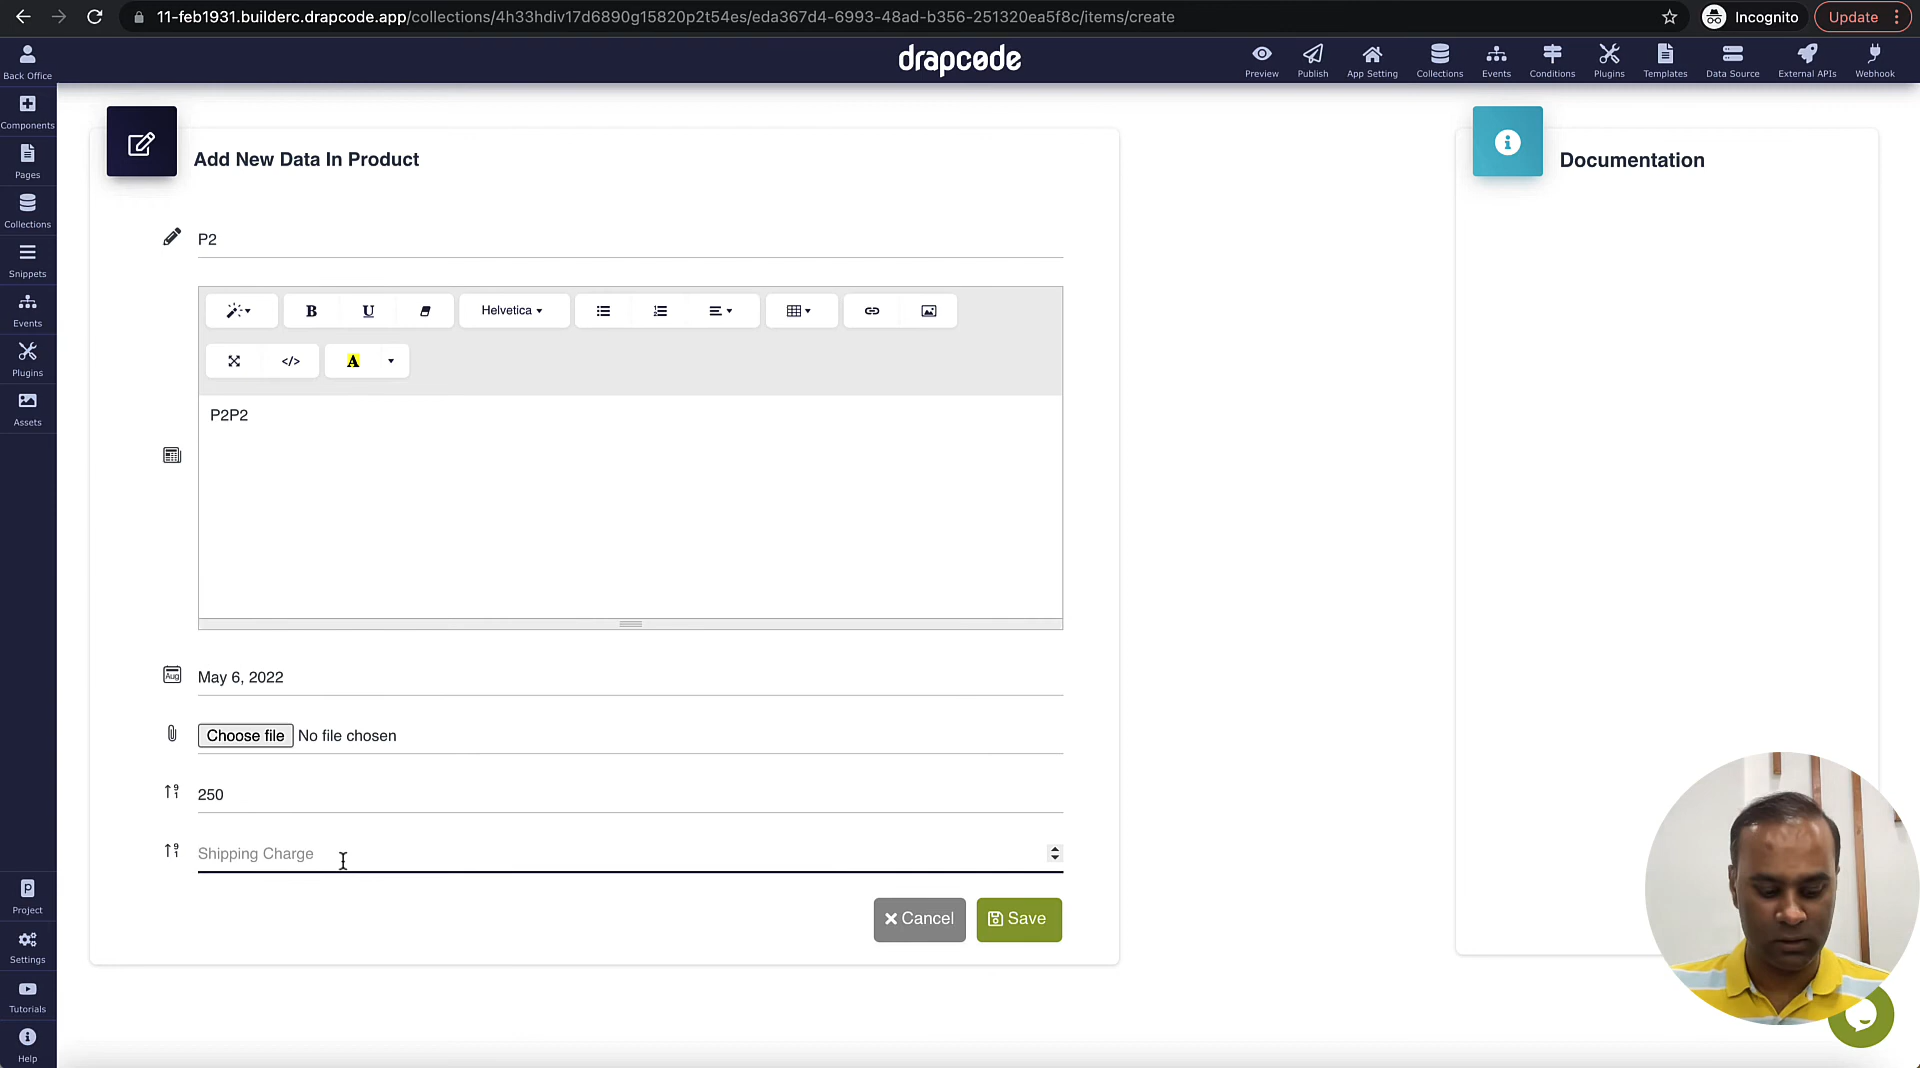 11-feb1931.builderc.drapcode.app/collections/4h33hdiv17d6890g15820p2t54es/eda367d4-6993-48ad-b356-251320ea5f8c/items/create
Incognito
Update
Back Office
drapcode
Preview
Publish
App Setting
Collections
Events
Conditions
Plugins
Templates
Data Source
External APIs
Webhook
Components
Pages
Collections
Snippets
Events
Plugins
Assets
Project
Settings
Tutorials
Help
Add New Data In Product
P2
B
U
Helvetica
</>
A
P2P2
Aug
May 6, 2022
Choose file No file chosen
250
Shipping Charge
Cancel
Save
Documentation